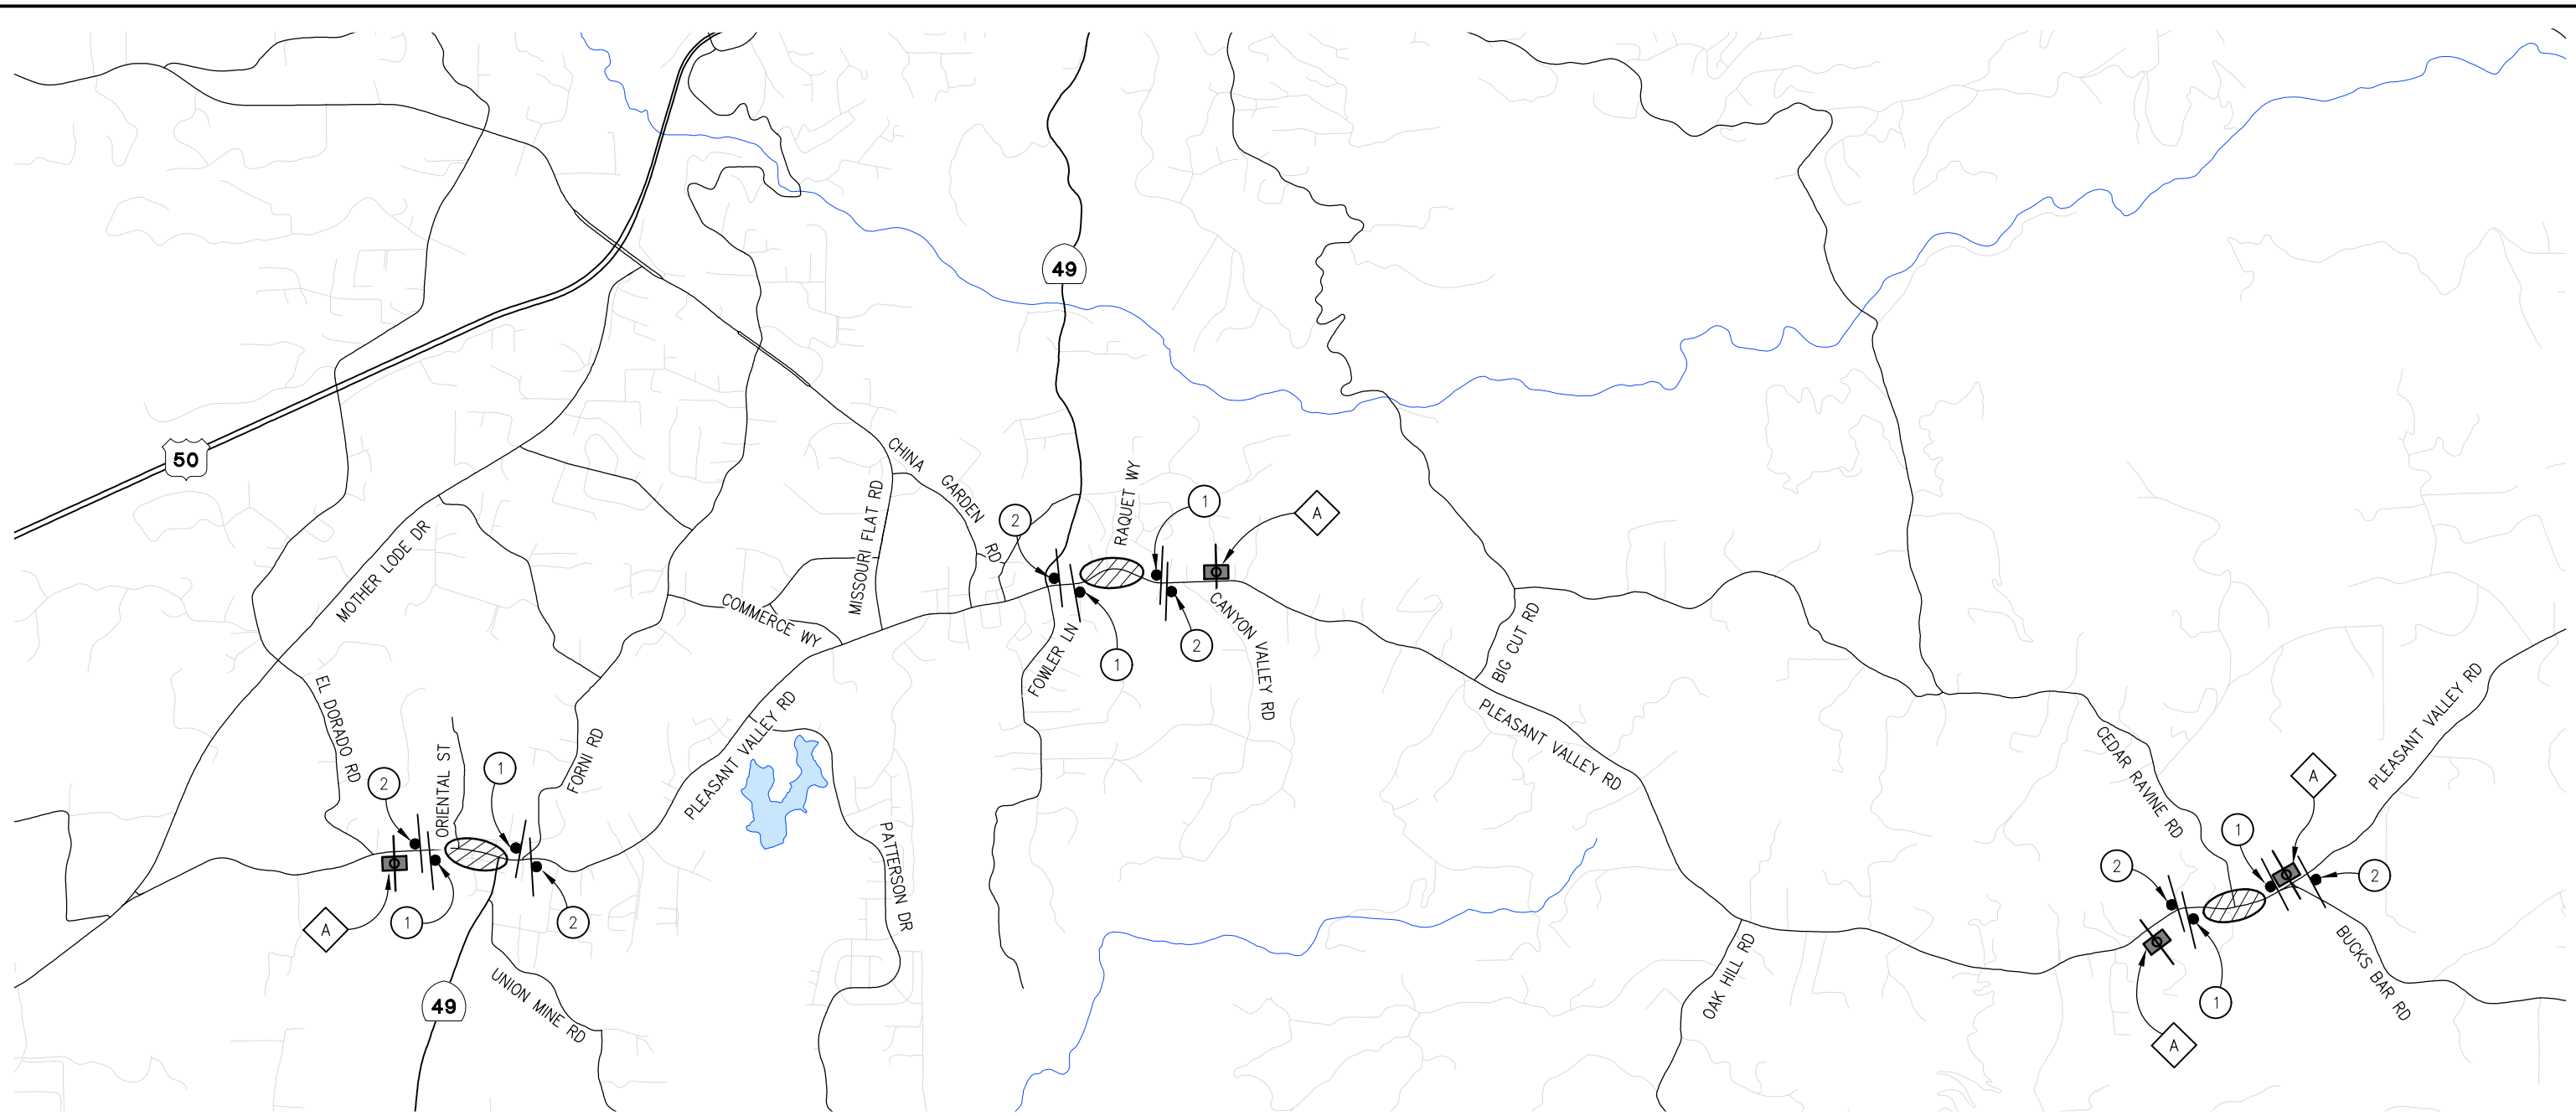 49
50
CHINA GARDEN RD
RAQUET WY
1
A
2
MISSOURI FLAT RD
MOTHER LODE DR
COMMERCE WY
CANYON VALLEY RD
FOWLER LN
1
2
BIG CUT RD
EL DORADO RD
ORIENTAL ST
FORNI RD
2
1
PLEASANT VALLEY RD
PLEASANT VALLEY RD
PLEASANT VALLEY RD
CEDAR RAVINE RD
A
1
2
2
PATTERSON DR
A
1
2
49
UNION MINE RD
OAK HILL RD
BUCKS BAR RD
1
A